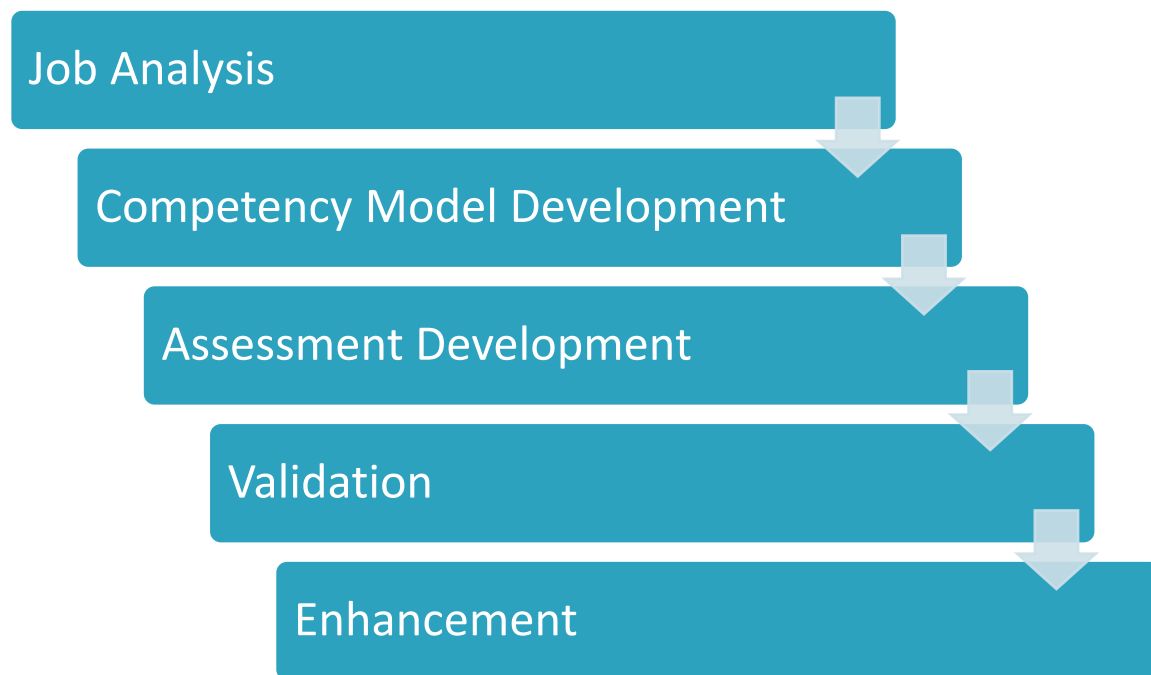 Job Analysis
Competency Model Development
Assessment Development
Validation
Enhancement